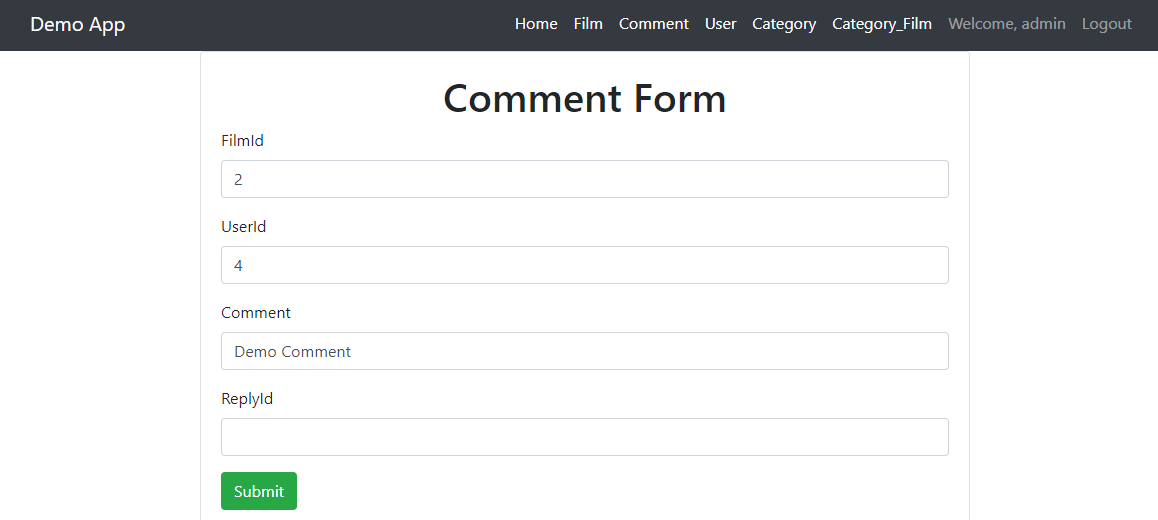 Demo App Home Film Comment User Category Category_Film Welcome, admin Logout
Comment Form
FilmId
2
UserId
4
Comment
Demo Comment
ReplyId
Submit